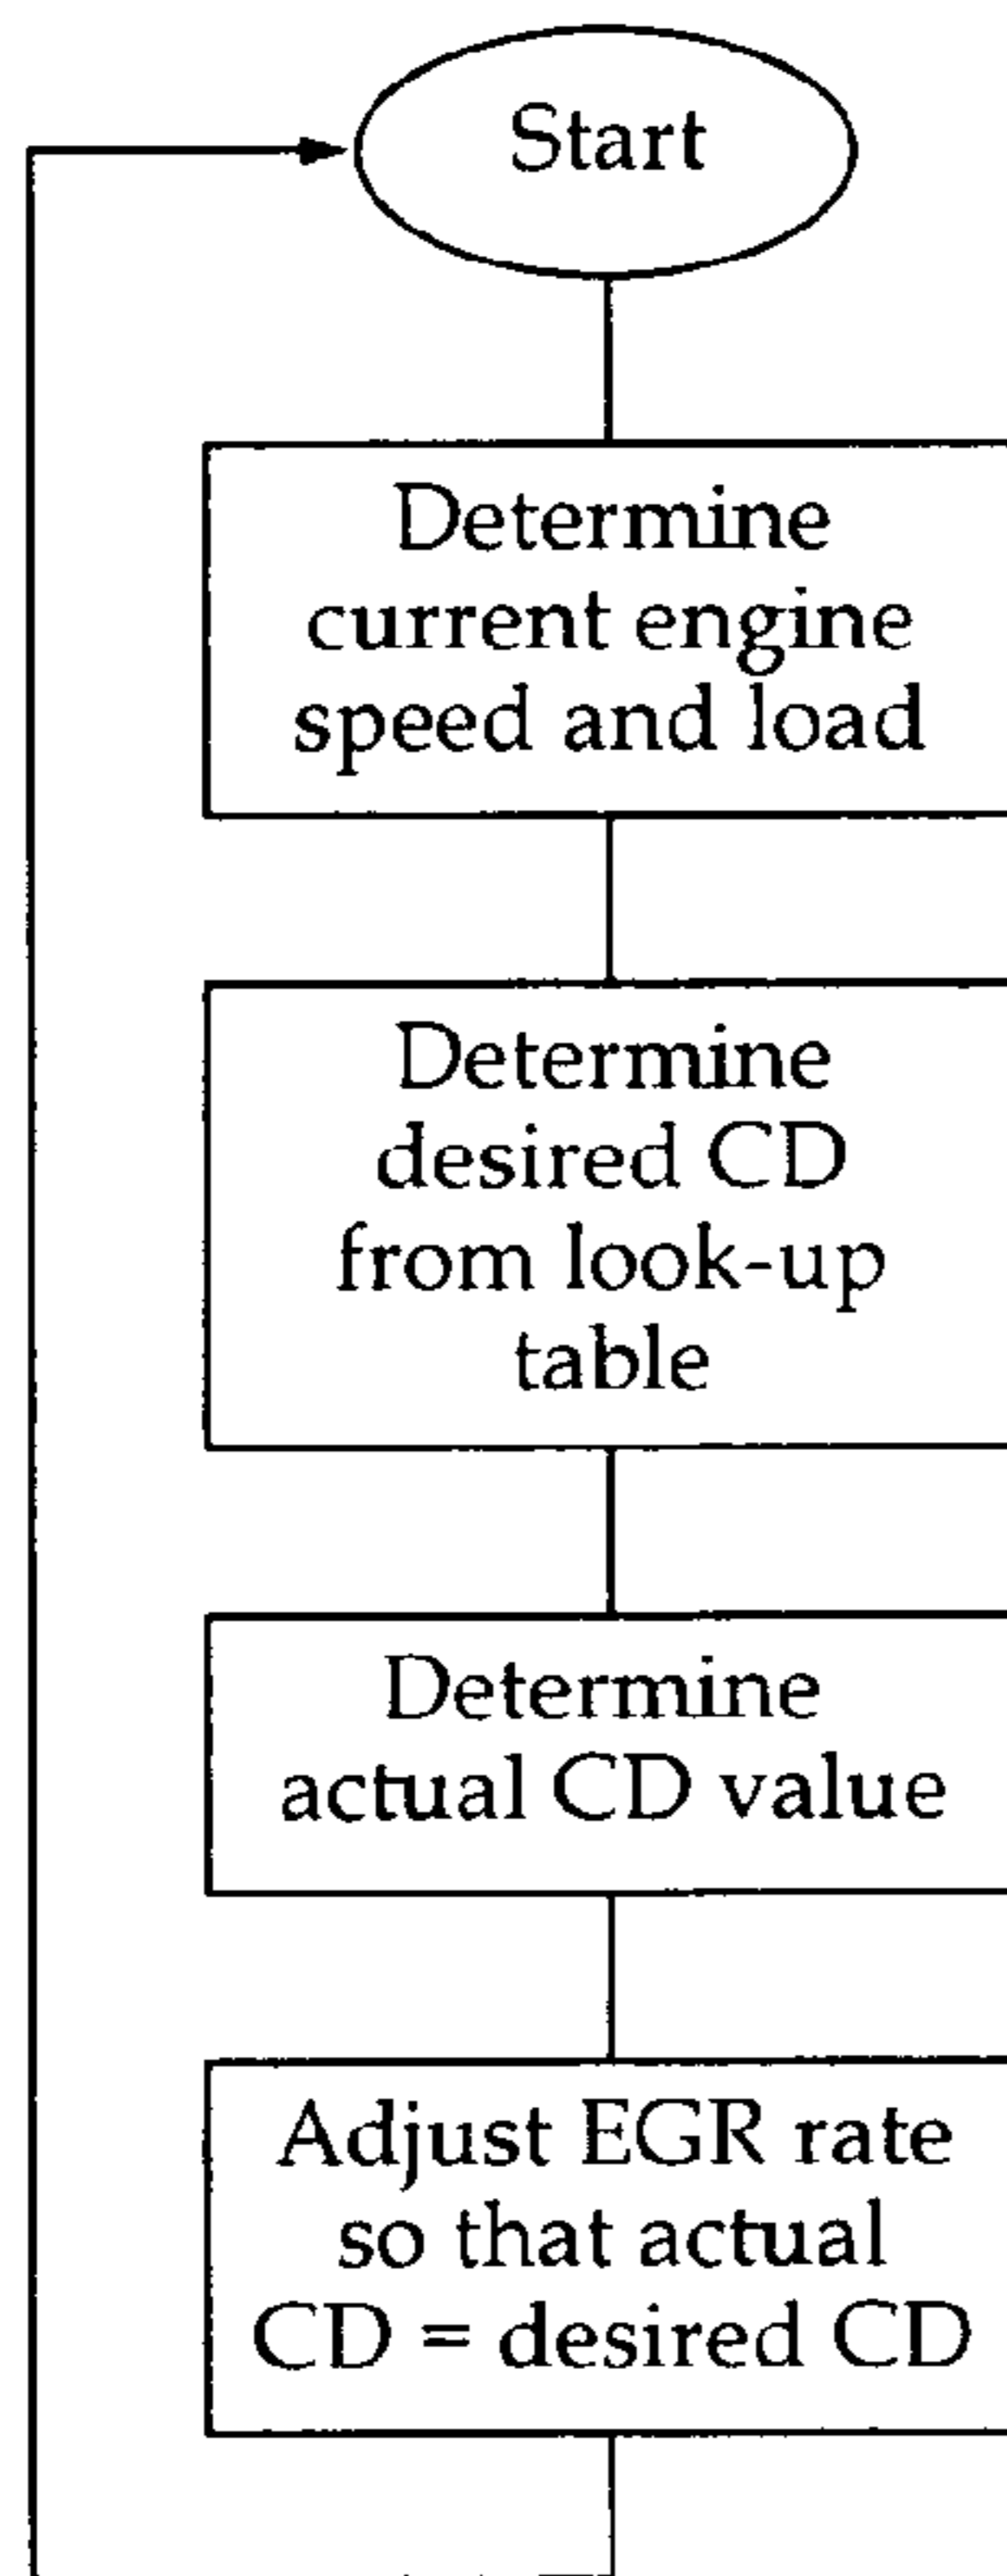 Start
Determine
current engine
speed and load
Determine
desired CD
from look-up
table
Determine
actual CD value
Adjust EGR rate
so that actual
CD = desired CD